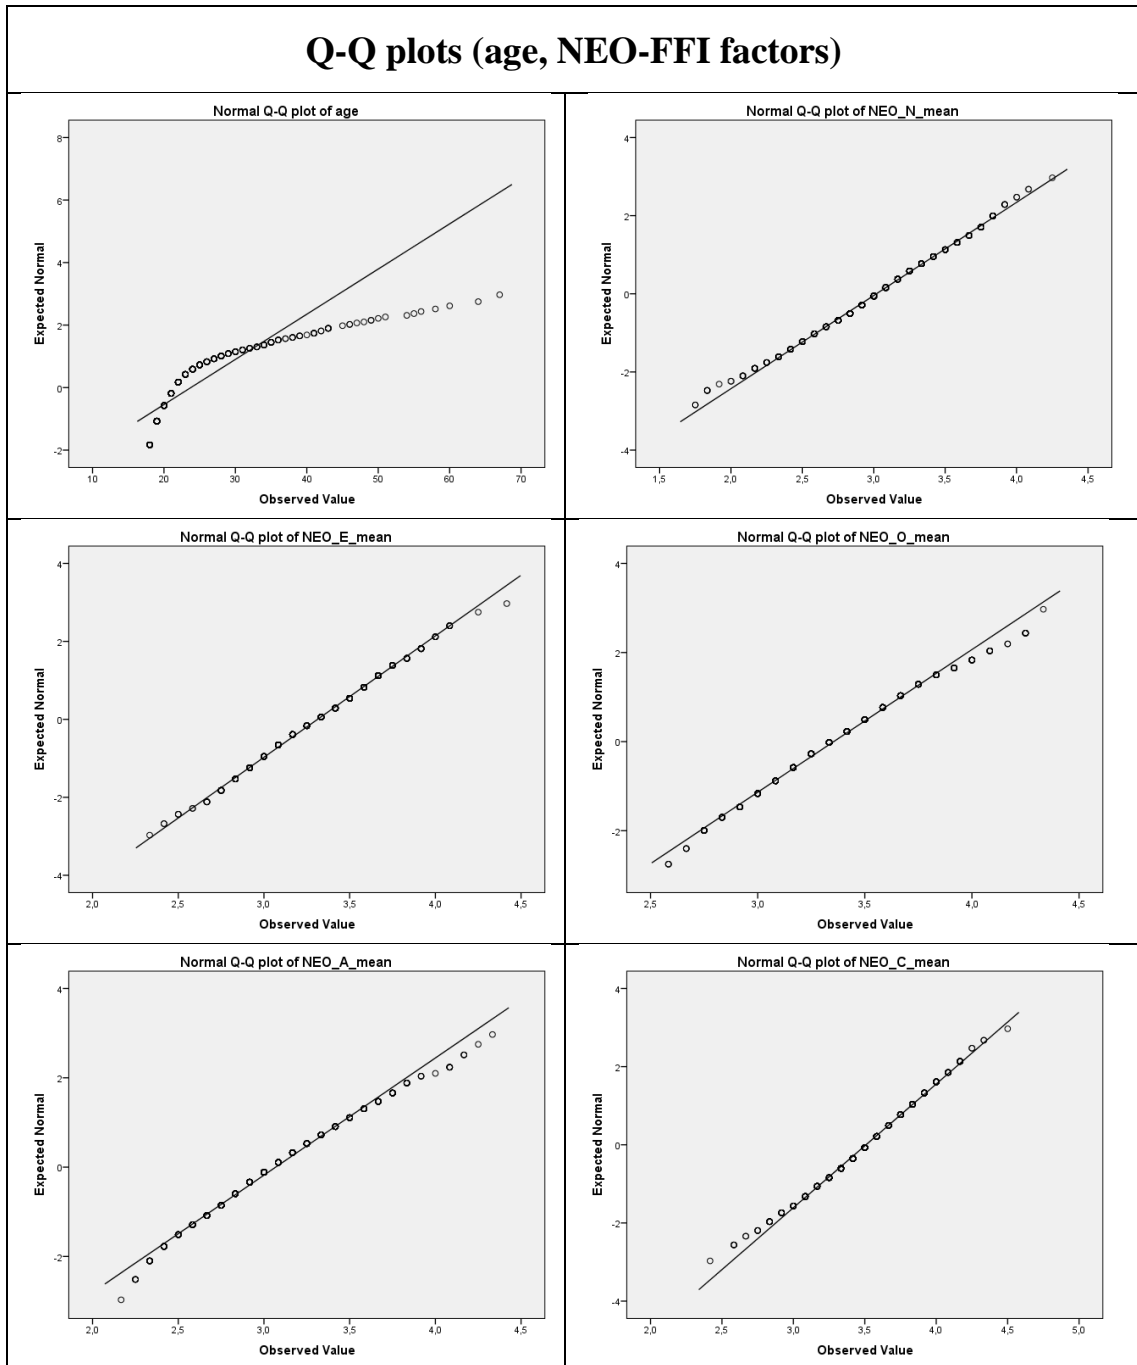 Q-Q plots (age, NEO-FFI factors)
Normal Q-Q plot of age
8
6
4
2
0
-2
Expected Normal
10 20 30 40 50 60 70
Observed Value
Normal Q-Q plot of NEO_N_mean
4
2
0
-2
-4
Expected Normal
1,5 2,0 2,5 3,0 3,5 4,0 4,5
Observed Value
Normal Q-Q plot of NEO_E_mean
4
2
0
-2
-4
Expected Normal
2,0 2,5 3,0 3,5 4,0 4,5
Observed Value
Normal Q-Q plot of NEO_O_mean
4
2
0
-2
Expected Normal
2,5 3,0 3,5 4,0 4,5
Observed Value
Normal Q-Q plot of NEO_A_mean
4
2
0
-2
Expected Normal
2,0 2,5 3,0 3,5 4,0 4,5
Observed Value
Normal Q-Q plot of NEO_C_mean
4
2
0
-2
-4
Expected Normal
2,0 2,5 3,0 3,5 4,0 4,5 5,0
Observed Value